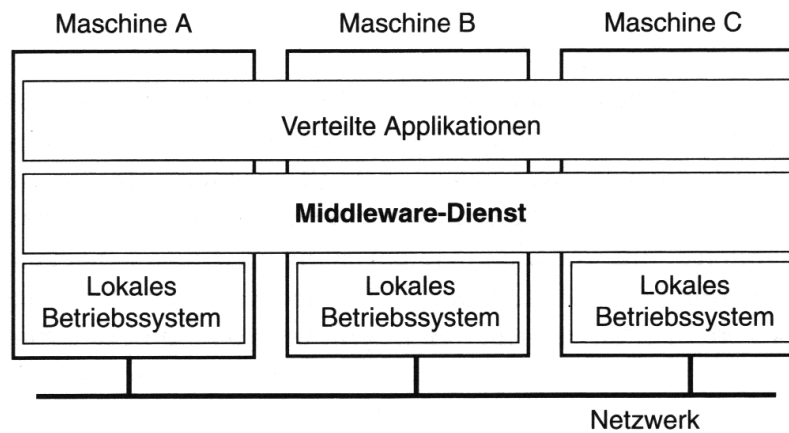 Maschine A
Maschine B
Maschine C
Verteilte Applikationen
Middleware-Dienst
Lokales
Betriebssystem
Lokales
Betriebssystem
Lokales
Betriebssystem
Netzwerk